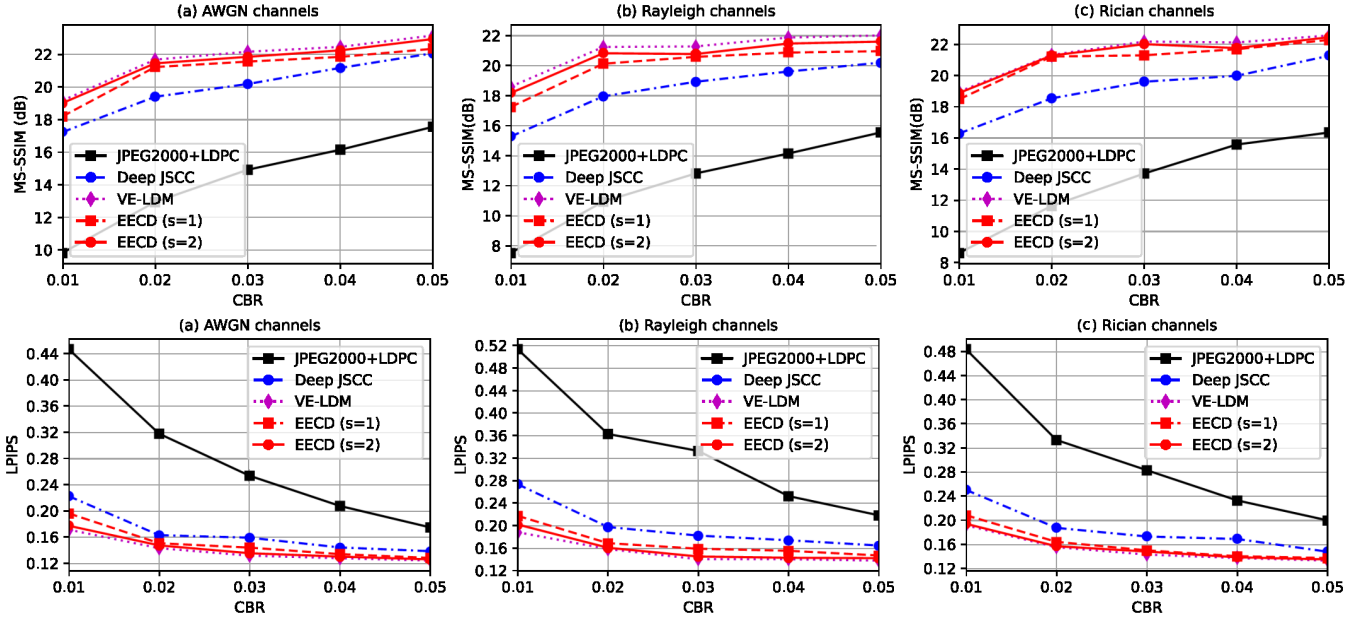 (a) AWGN channels
MS-SSIM (dB)
22
20
18
16
14
12
10
JPEG2000+LDPC
Deep JSCC
VE-LDM
EECD (s=1)
EECD (s=2)
0.01 0.02 0.03 0.04 0.05
CBR
(b) Rayleigh channels
MS-SSIM(dB)
22
20
18
16
14
12
10
8
JPEG2000+LDPC
Deep JSCC
VE-LDM
EECD (s=1)
EECD (s=2)
0.01 0.02 0.03 0.04 0.05
CBR
(c) Rician channels
MS-SSIM(dB)
22
20
18
16
14
12
10
8
JPEG2000+LDPC
Deep JSCC
VE-LDM
EECD (s=1)
EECD (s=2)
0.01 0.02 0.03 0.04 0.05
CBR
(a) AWGN channels
LPIPS
0.44
0.40
0.36
0.32
0.28
0.24
0.20
0.16
0.12
JPEG2000+LDPC
Deep JSCC
VE-LDM
EECD (s=1)
EECD (s=2)
0.01 0.02 0.03 0.04 0.05
CBR
(b) Rayleigh channels
LPIPS
0.52
0.48
0.44
0.40
0.36
0.32
0.28
0.24
0.20
0.16
0.12
JPEG2000+LDPC
Deep JSCC
VE-LDM
EECD (s=1)
EECD (s=2)
0.01 0.02 0.03 0.04 0.05
CBR
(c) Rician channels
LPIPS
0.48
0.44
0.40
0.36
0.32
0.28
0.24
0.20
0.16
0.12
JPEG2000+LDPC
Deep JSCC
VE-LDM
EECD (s=1)
EECD (s=2)
0.01 0.02 0.03 0.04 0.05
CBR